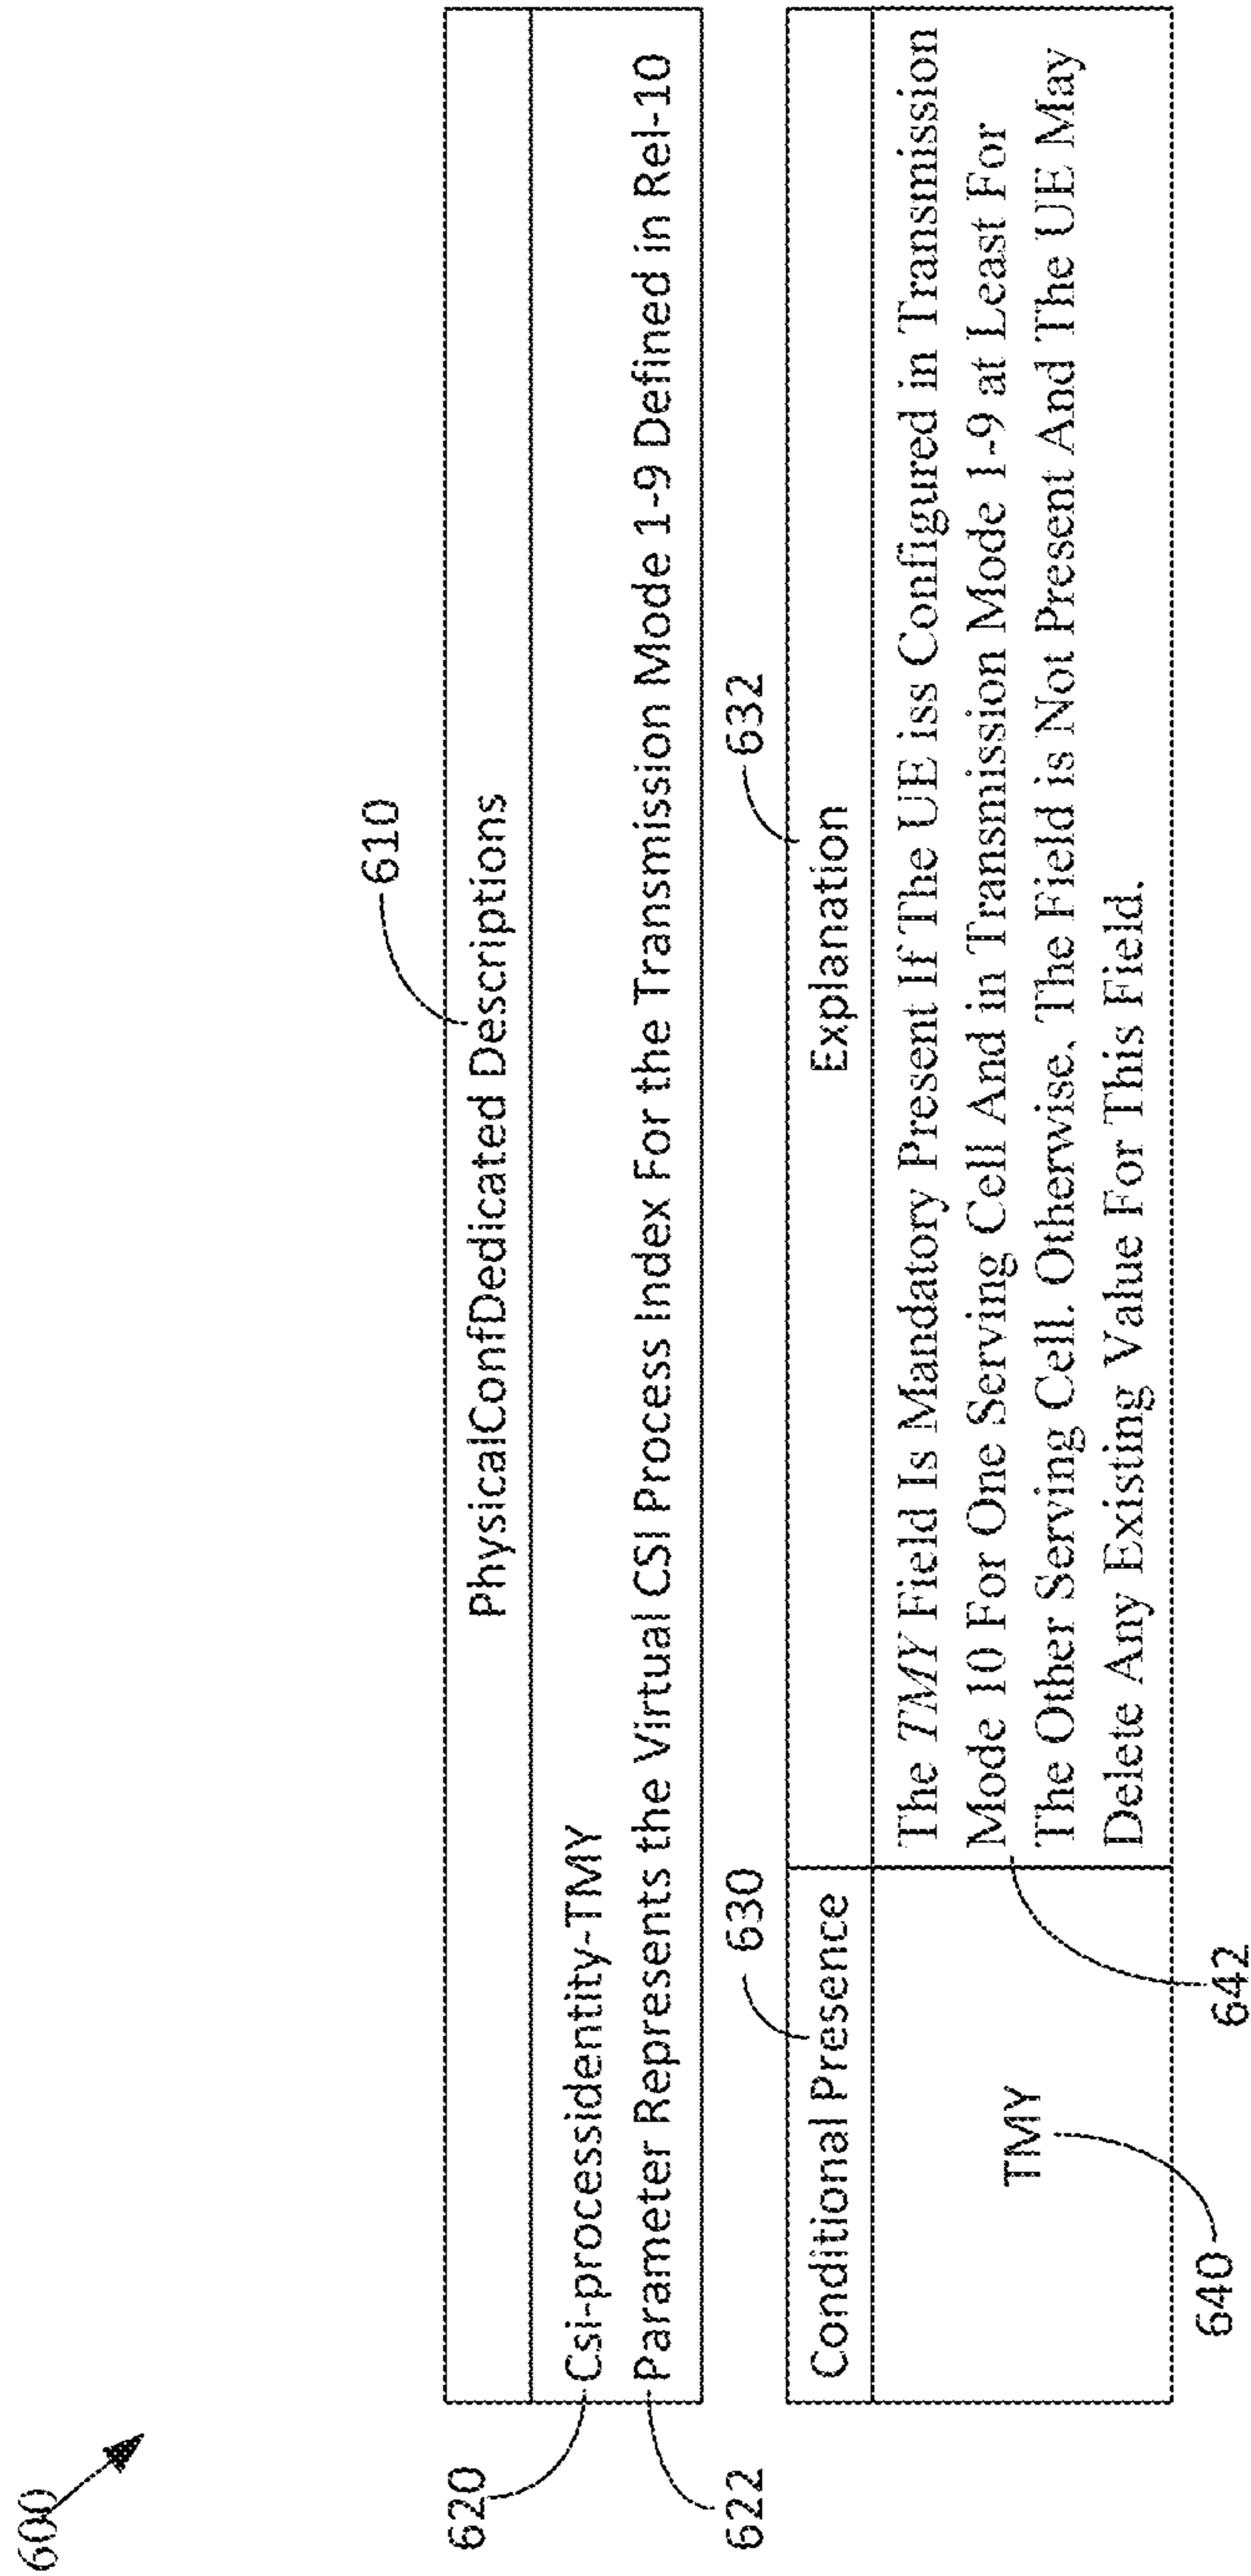 600
610
PhysicalConfDedicated Descriptions
620
Csi-processidentity-TMY
622
Parameter Represents the Virtual CSI Process Index For the Transmission Mode 1-9 Defined in Rel-10
630
632
Conditional Presence
Explanation
TMY
The TMY Field Is Mandatory Present If The UE iss Configured in Transmission
Mode 10 For One Serving Cell And in Transmission Mode 1-9 at Least For
The Other Serving Cell. Otherwise, The Field is Not Present And The UE May
Delete Any Existing Value For This Field.
640
642